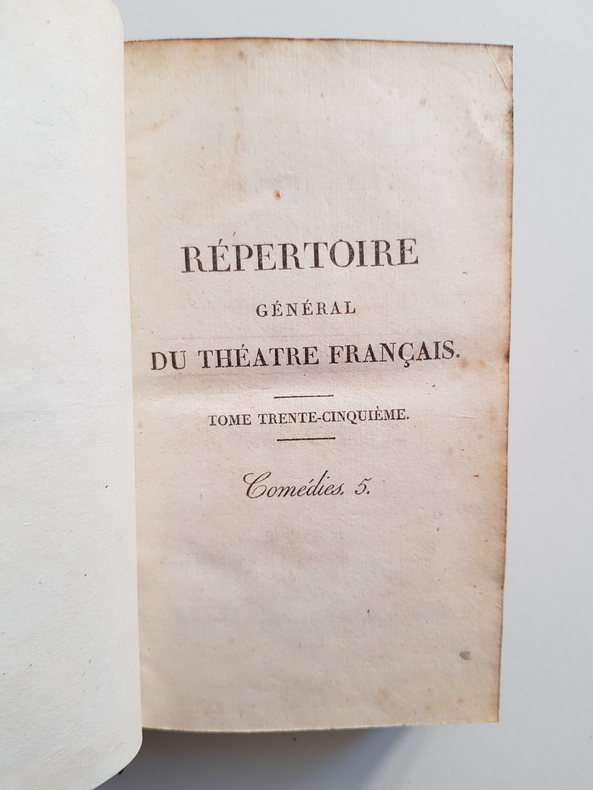 RÉPERTOIRE
GÉNÉRAL
DU THÉATRE FRANÇAIS.
TOME TRENTE-CINQUIÈME.
Comédies. 5.